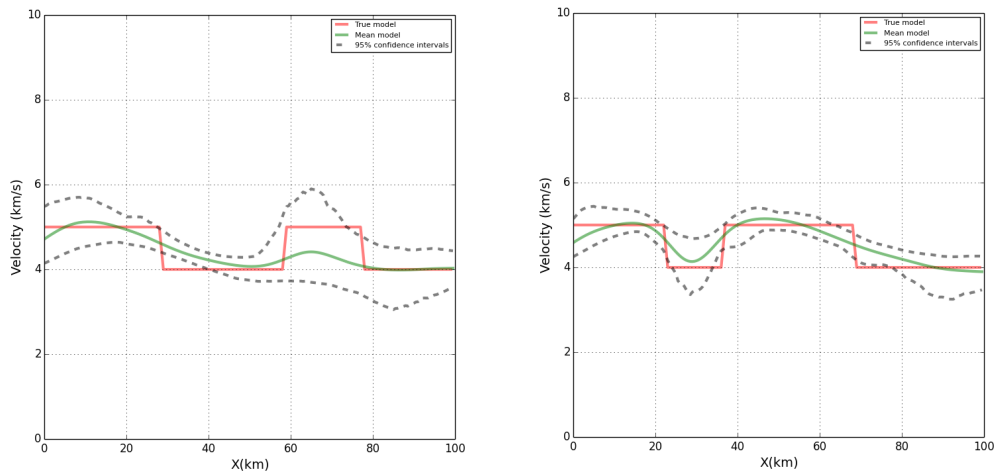 10
8
6
4
2
0
Velocity (km/s)
True model
Mean model
95% confidence intervals
0 20 40 60 80 100
X(km)
10
8
6
4
2
0
Velocity (km/s)
True model
Mean model
95% confidence intervals
0 20 40 60 80 100
X(km)